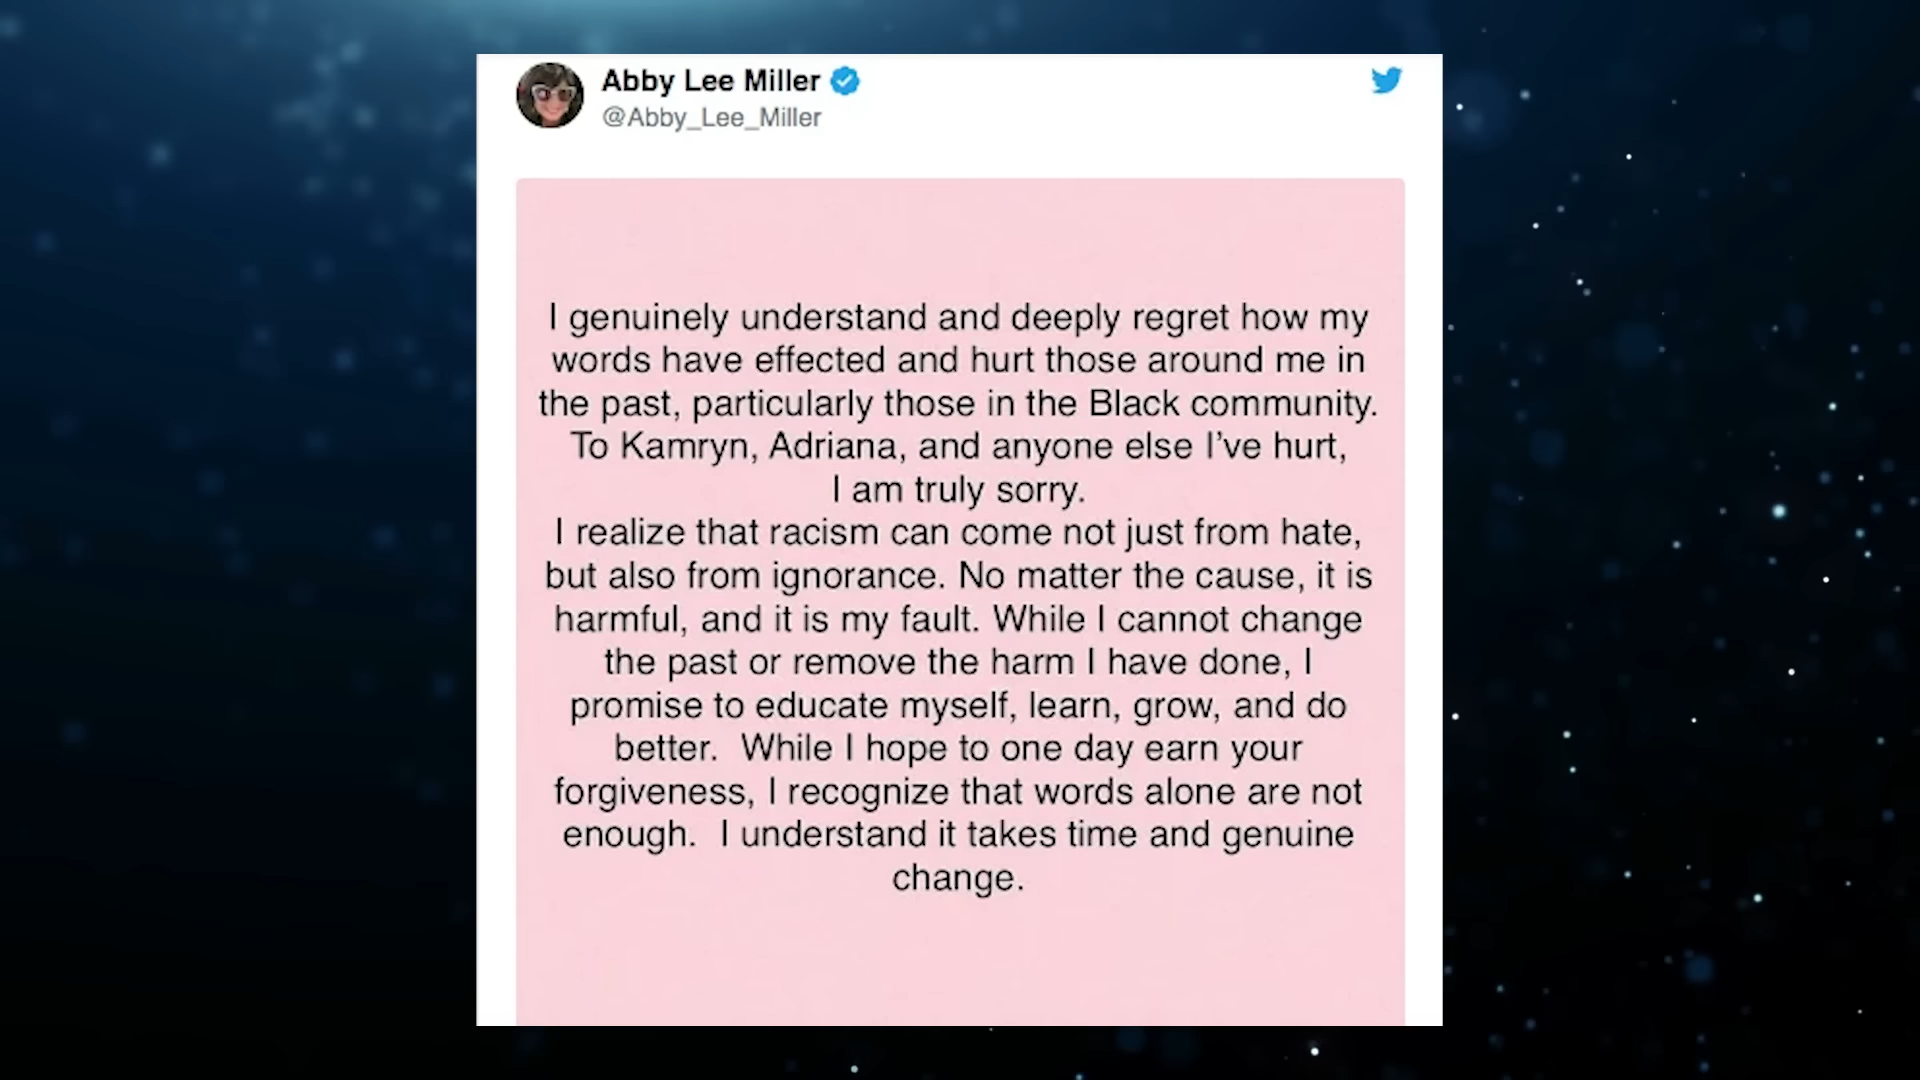 Abby Lee Miller
@Abby_Lee_Miller
I genuinely understand and deeply regret how my
words have effected and hurt those around me in
the past, particularly those in the Black community.
To Kamryn, Adriana, and anyone else I’ve hurt,
I am truly sorry.
I realize that racism can come not just from hate,
but also from ignorance. No matter the cause, it is
harmful, and it is my fault. While I cannot change
the past or remove the harm I have done, I
promise to educate myself, learn, grow, and do
better.  While I hope to one day earn your
forgiveness, I recognize that words alone are not
enough.  I understand it takes time and genuine
change.